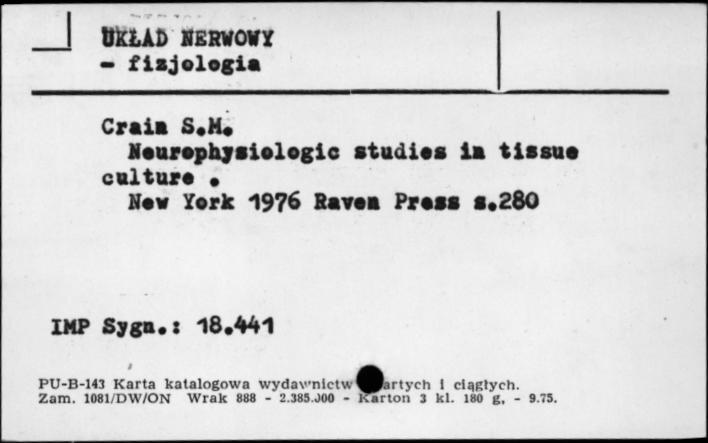 UKŁAD NERWOWY
- fizjologia
Crain S.M.
Neurophysiologic studies in tissue
culture .
New York 1976 Raven Press s.280
IMP Sygn.: 18.441
PU-B-143 Karta katalogowa wydawnictw artych i ciągłych.
Zam. 1081/DW/ON Wrak 888 - 2.385.000 - Karton 3 kl. 180 g, - 9.75.